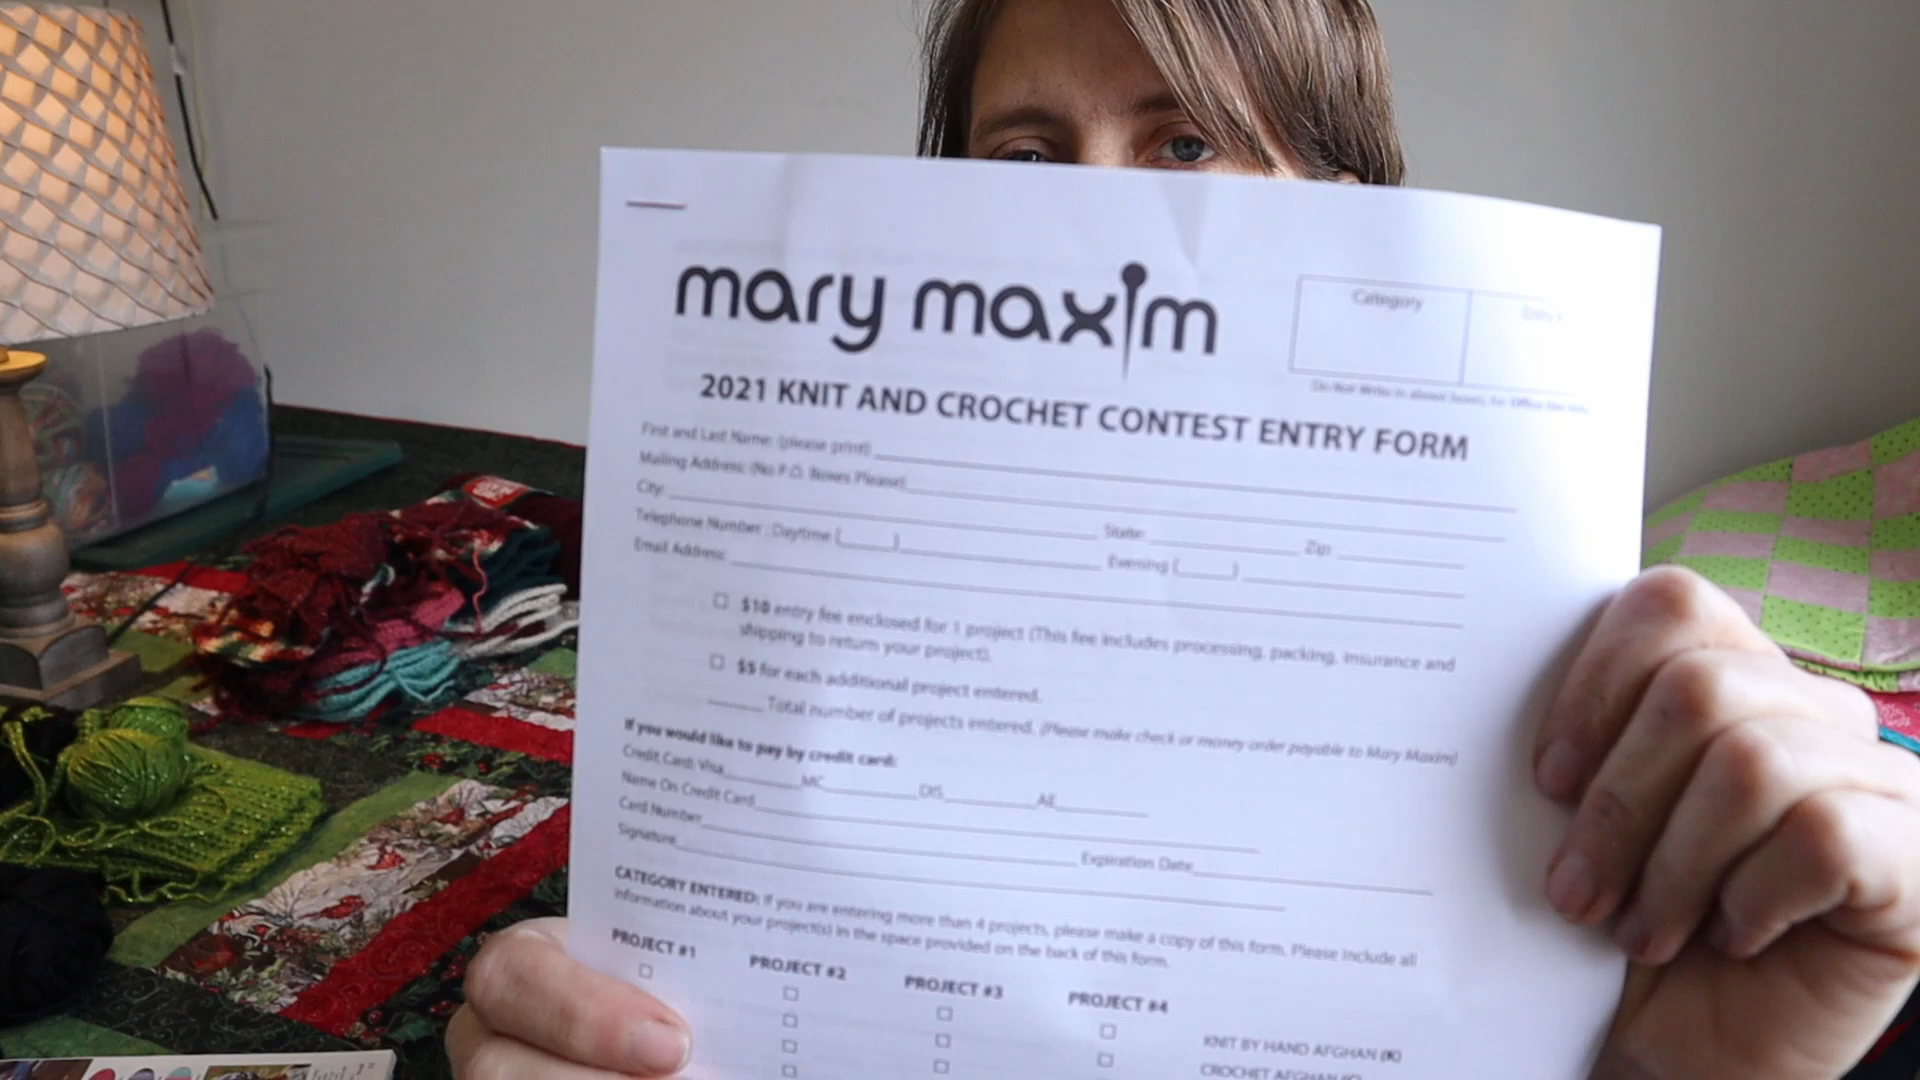 mary maxim
Category
Entry #
Do Not Write in above boxes, for Office Use
2021 KNIT AND CROCHET CONTEST ENTRY FORM
First and Last Name: (please print)
Mailing Address: (No P.O. Boxes Please)
City: State: Zip:
Telephone Number: Daytime ( ) Evening ( )
Email Address:
$10 entry fee enclosed for 1 project (This fee includes processing, packing, insurance and
shipping to return your project).
$5 for each additional project entered.
Total number of projects entered. (Please make check or money order payable to Mary Maxim)
If you would like to pay by credit card:
Credit Card: Visa MC DIS AE
Name On Credit Card
Card Number
Expiration Date
Signature
CATEGORY ENTERED: If you are entering more than 4 projects, please make a copy of this form. Please include all
information about your project(s) in the space provided on the back of this form.
PROJECT #1 PROJECT #2 PROJECT #3 PROJECT #4
KNIT BY HAND AFGHAN (K)
CROCHET AFGHAN